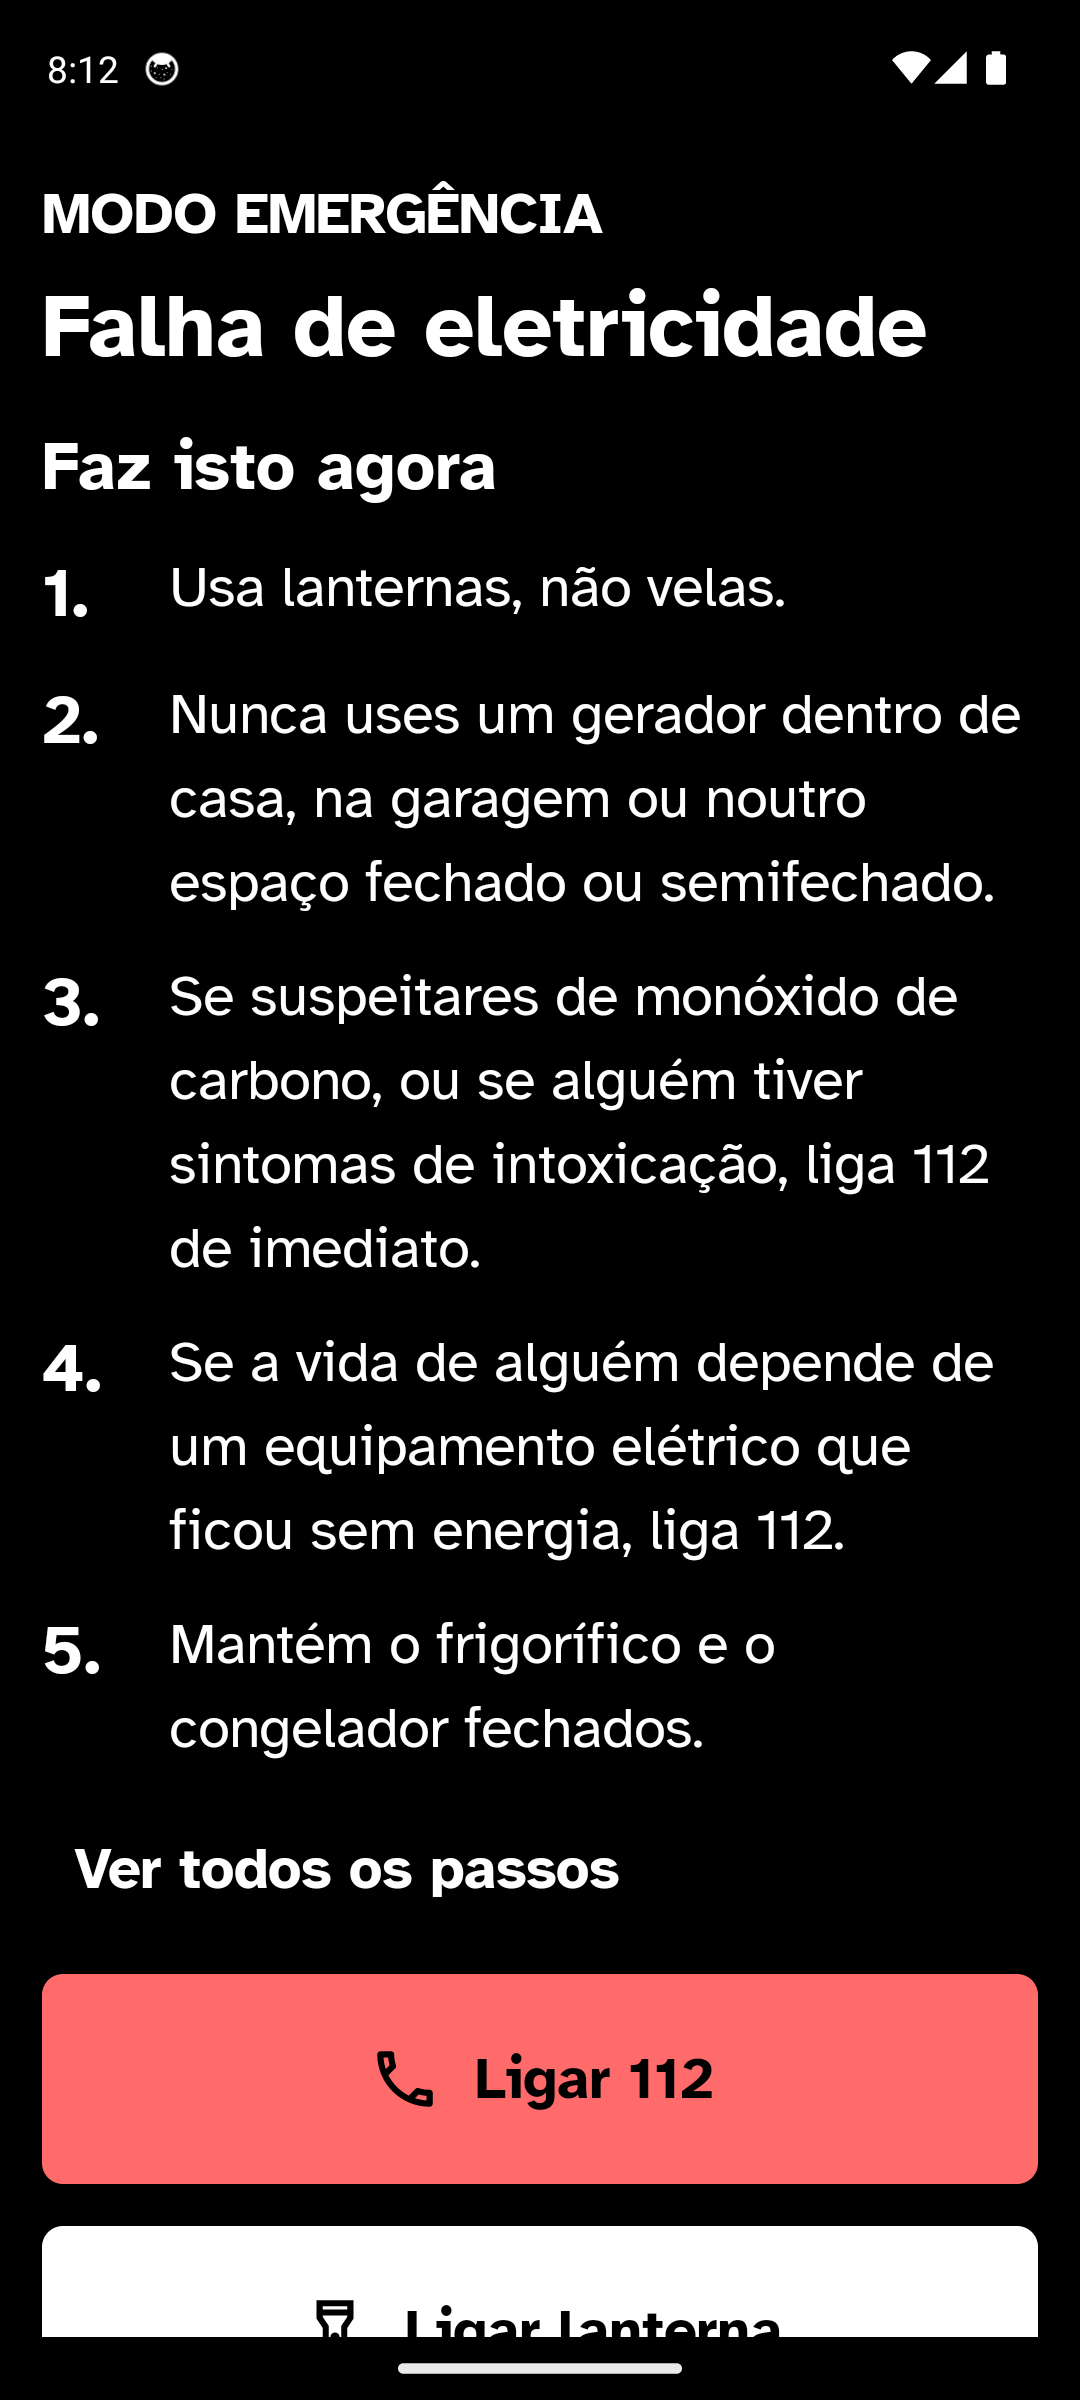 8:12
MODO EMERGÊNCIA
Falha de eletricidade
Faz isto agora
1. Usa lanternas, não velas.
2. Nunca uses um gerador dentro de
casa, na garagem ou noutro
espaço fechado ou semifechado.
3. Se suspeitares de monóxido de
carbono, ou se alguém tiver
sintomas de intoxicação, liga 112
de imediato.
4. Se a vida de alguém depende de
um equipamento elétrico que
ficou sem energia, liga 112.
5. Mantém o frigorífico e o
congelador fechados.
Ver todos os passos
Ligar 112
Ligar lanterna